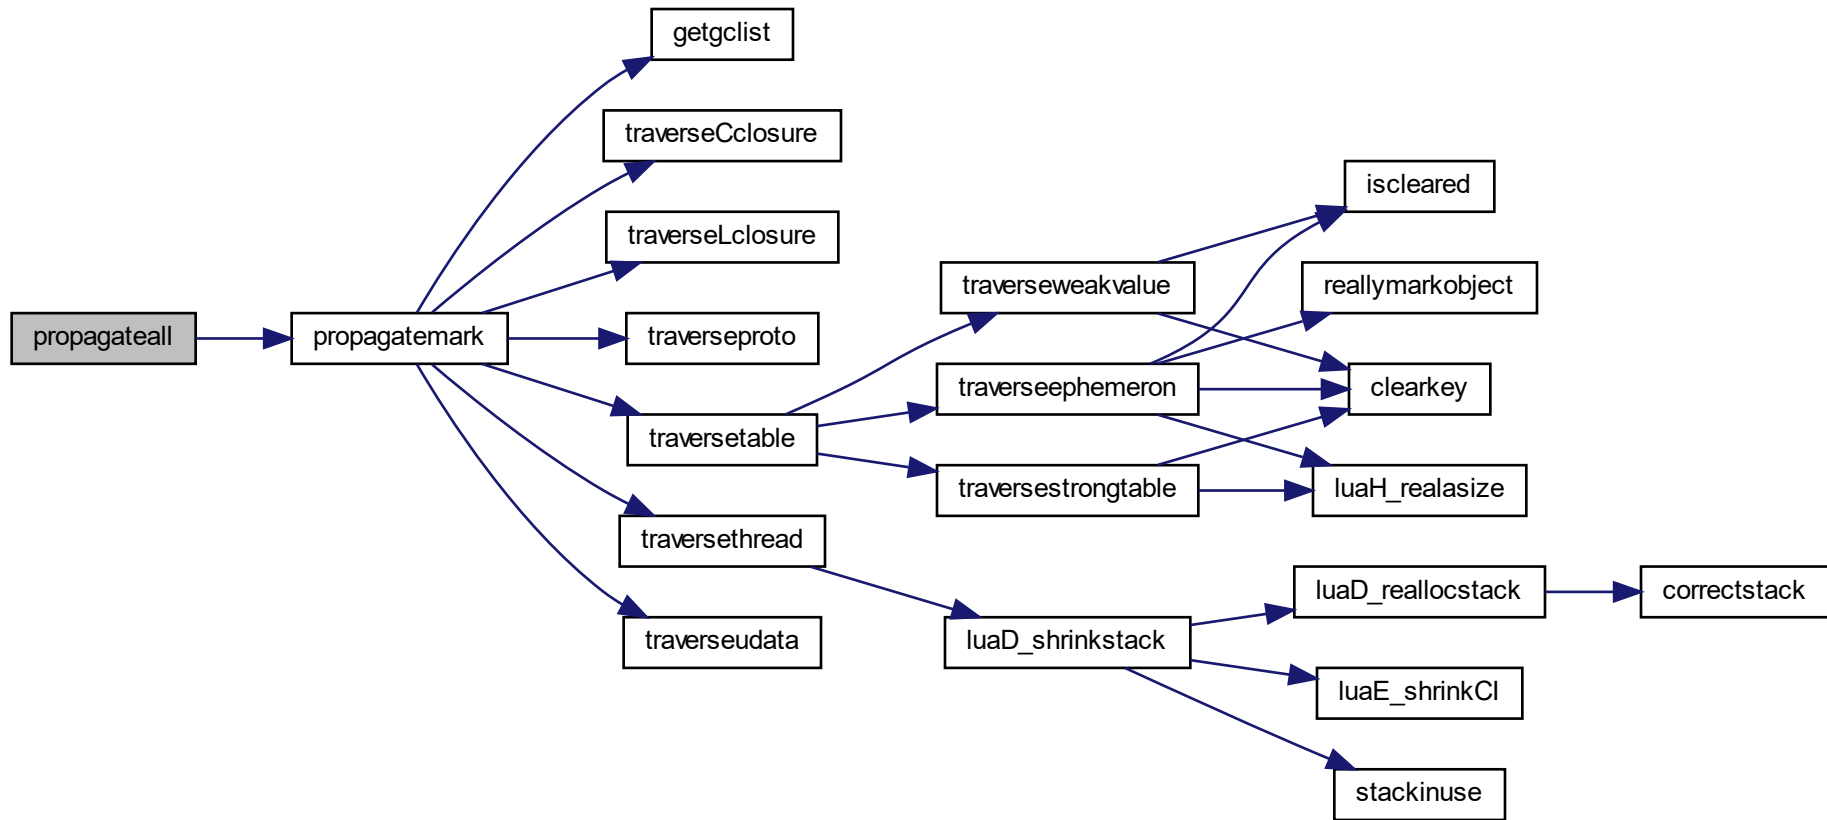 getgclist
traverseCclosure
iscleared
traverseLclosure
traverseweakvalue
reallymarkobject
propagateall
propagatemark
traverseproto
traverseephemeron
clearkey
traversetable
traversestrongtable
luaH_realasize
traversethread
luaD_reallocstack
correctstack
traverseudata
luaD_shrinkstack
luaE_shrinkCI
stackinuse